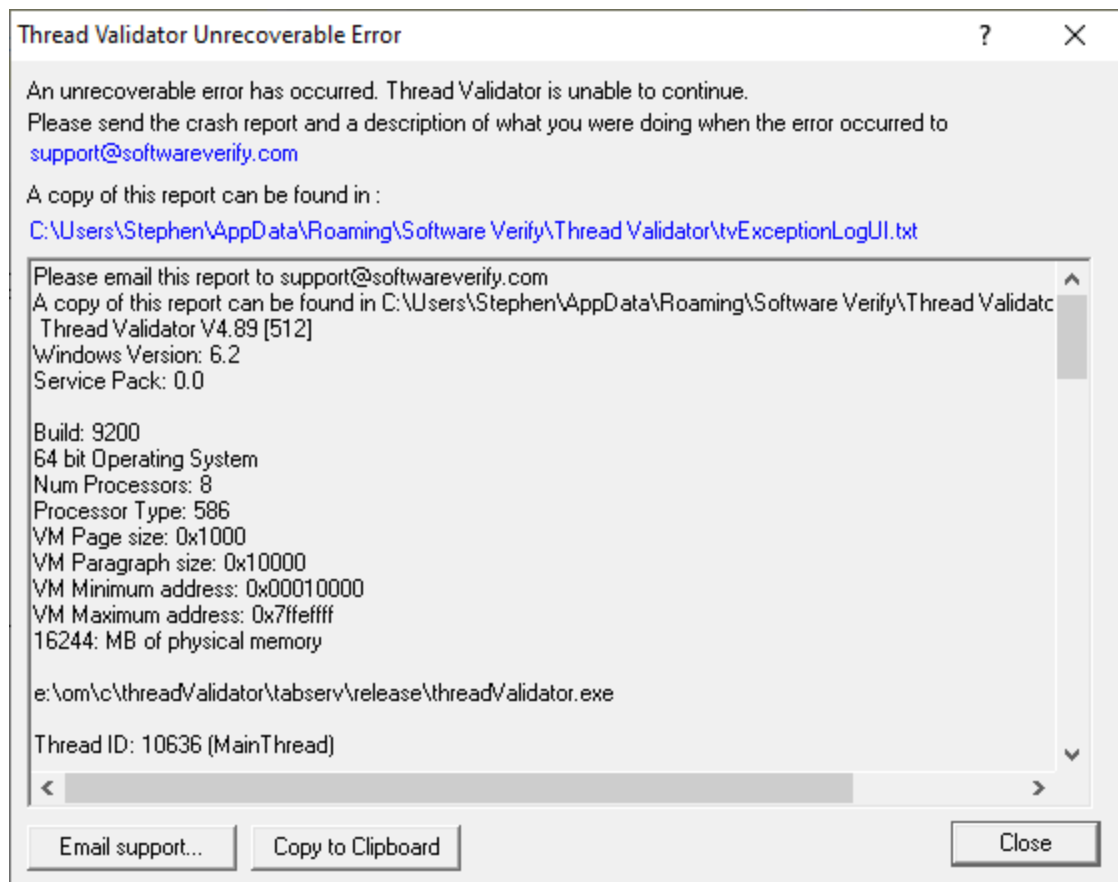 Thread Validator Unrecoverable Error
?
An unrecoverable error has occurred. Thread Validator is unable to continue.
Please send the crash report and a description of what you were doing when the error occurred to
support@softwareverify.com
A copy of this report can be found in :
C:\Users\Stephen\AppData\Roaming\Software Verify\Thread Validator\tvExceptionLogUI.txt
Please email this report to support@softwareverify.com
A copy of this report can be found in C:\Users\Stephen\AppData\Roaming\Software Verify\Thread Validato
Thread Validator V4.89 [512]
Windows Version: 6.2
Service Pack: 0.0
Build: 9200
64 bit Operating System
Num Processors: 8
Processor Type: 586
VM Page size: 0x1000
VM Paragraph size: 0x10000
VM Minimum address: 0x00010000
VM Maximum address: 0x7ffeffff
16244: MB of physical memory
e:\om\c\threadValidator\tabserv\release\threadValidator.exe
Thread ID: 10636 (MainThread)
Email support...
Copy to Clipboard
Close